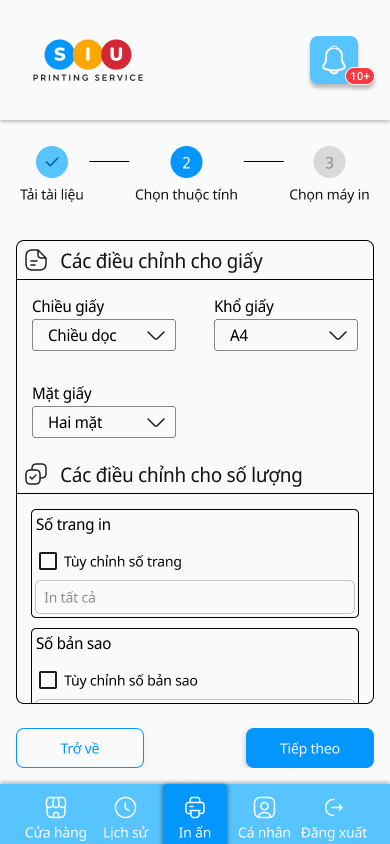 SIU
PRINTING SERVICE
10+
2
3
Tải tài liệu
Chọn thuộc tính
Chọn máy in
Các điều chỉnh cho giấy
Chiều giấy
Khổ giấy
Chiều dọc
A4
Mặt giấy
Hai mặt
Các điều chỉnh cho số lượng
Số trang in
Tùy chỉnh số trang
In tất cả
Số bản sao
Tùy chỉnh số bản sao
Trở về
Tiếp theo
Cửa hàng
Lịch sử
In ấn
Cá nhân
Đăng xuất